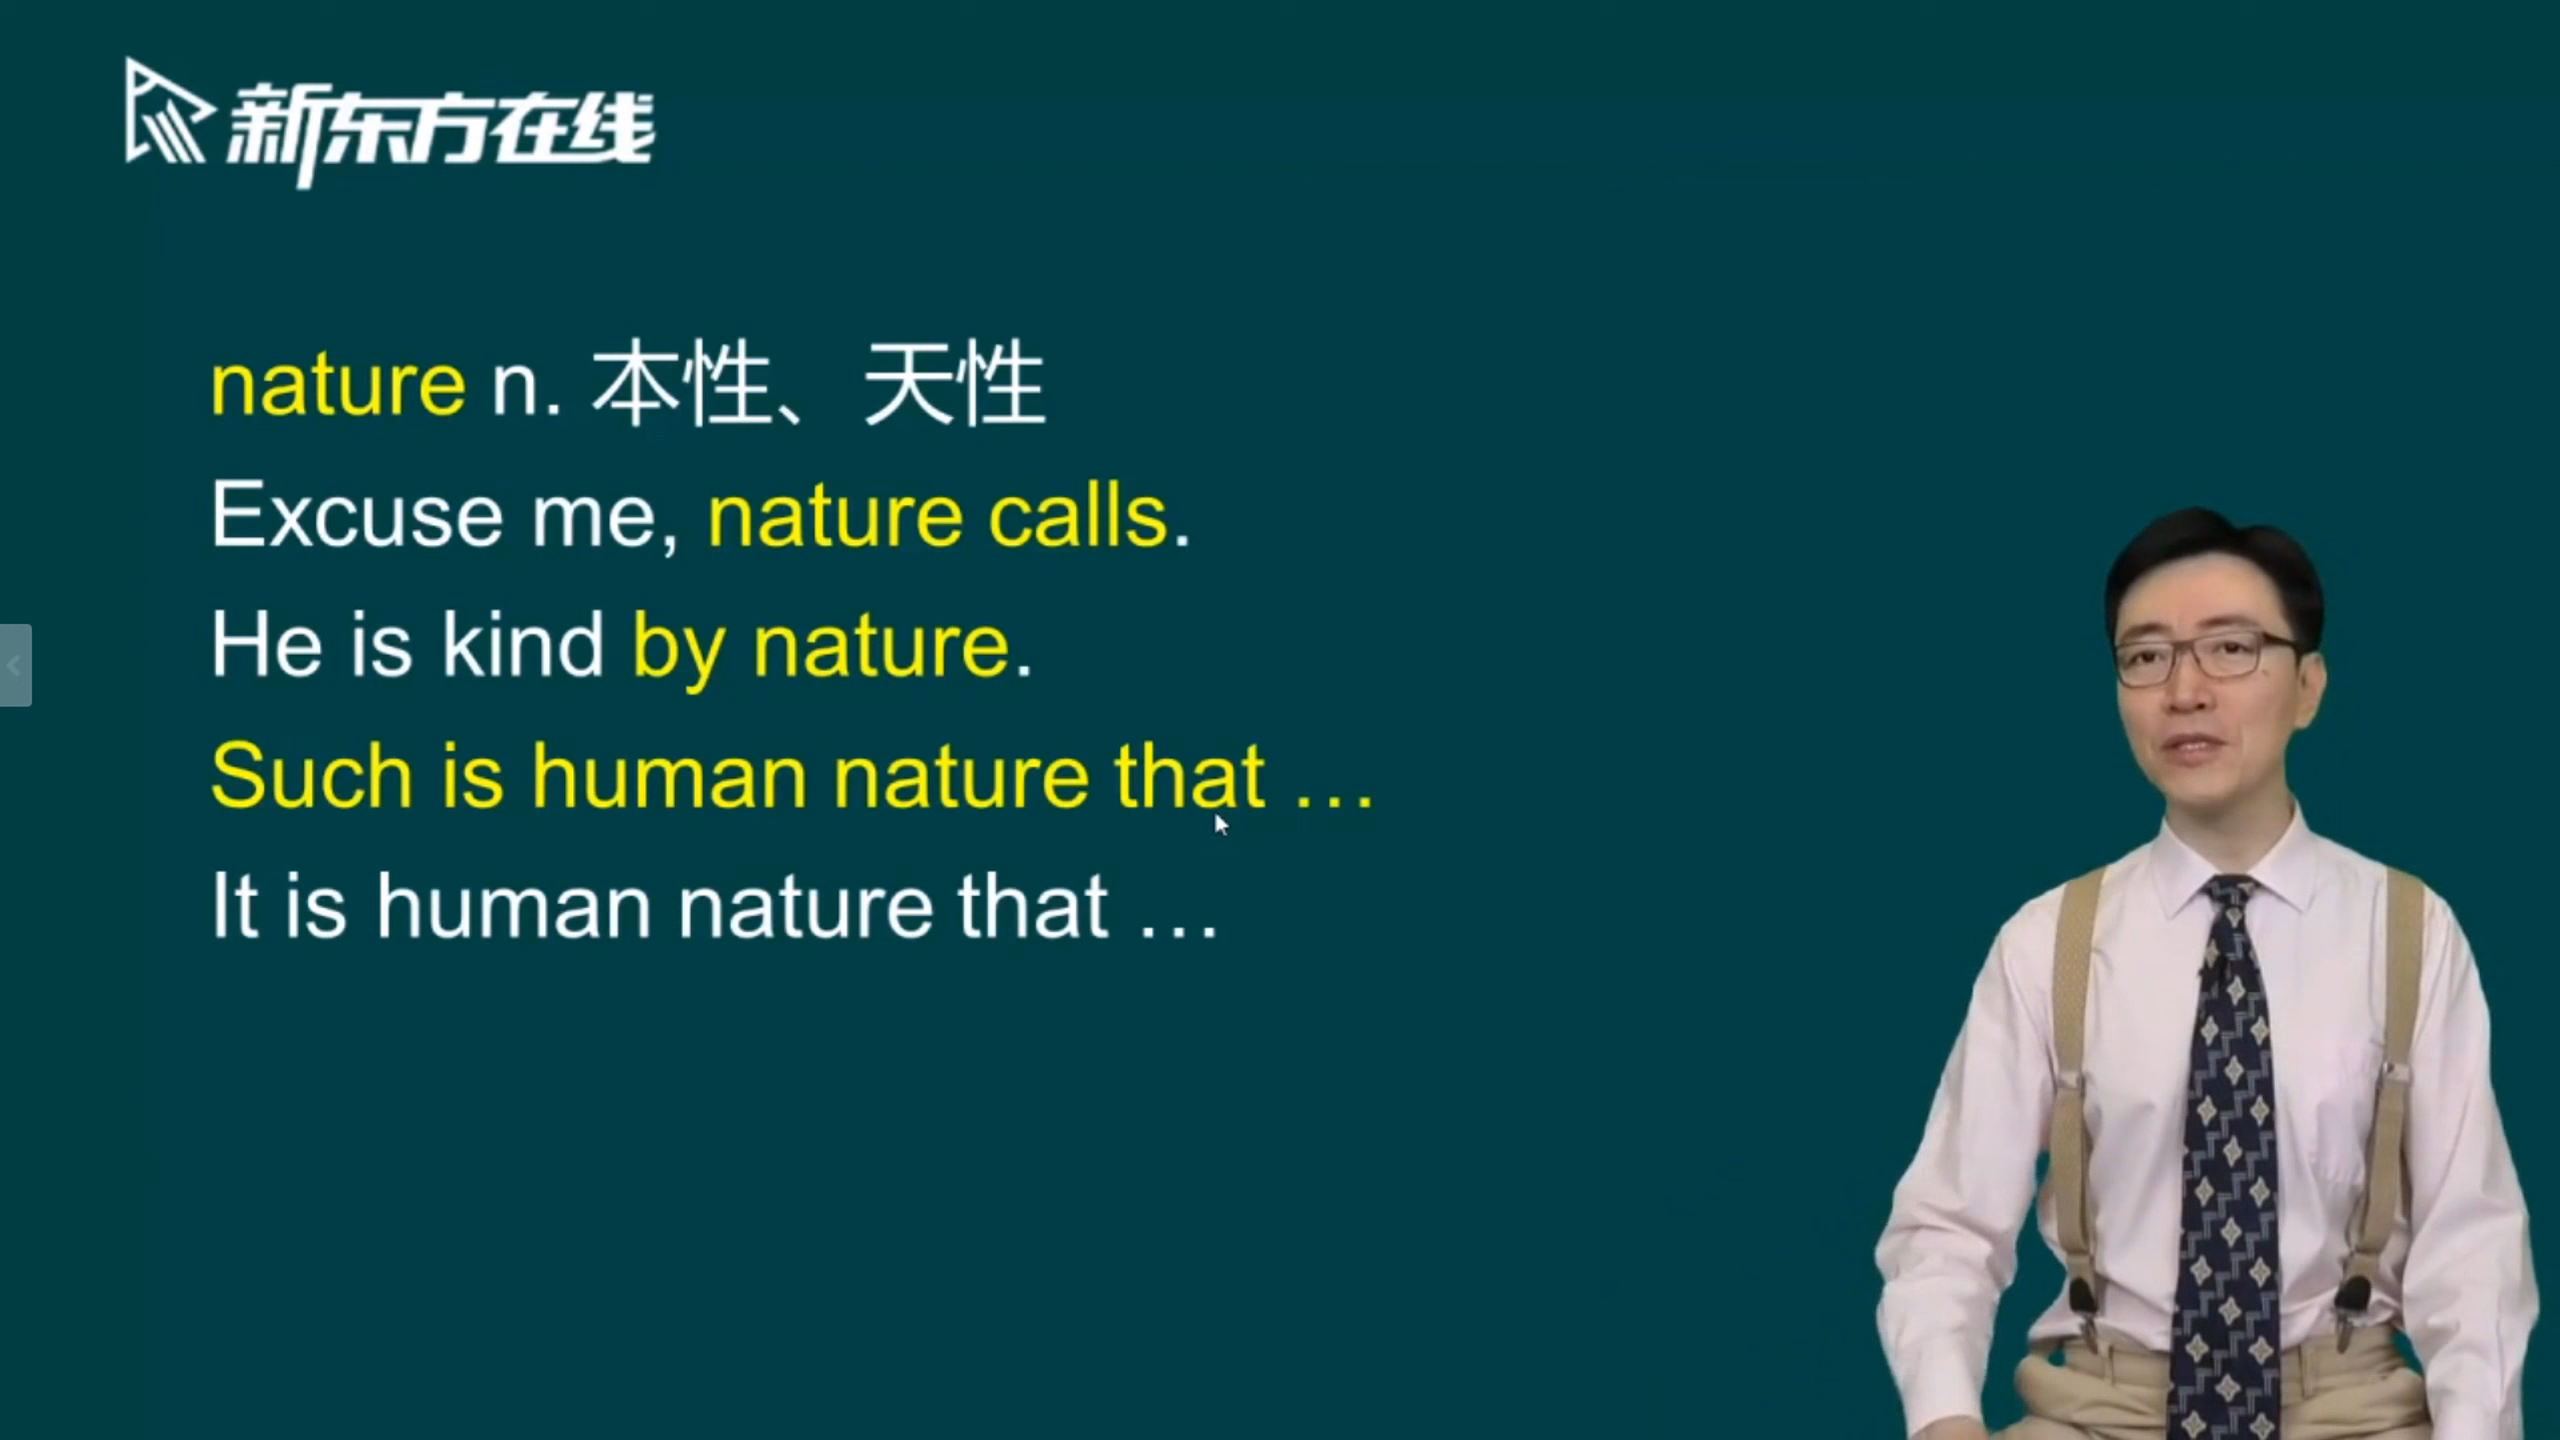 新东方在线
nature n. 本性、天性
Excuse me, nature calls.
He is kind by nature.
Such is human nature that …
It is human nature that …